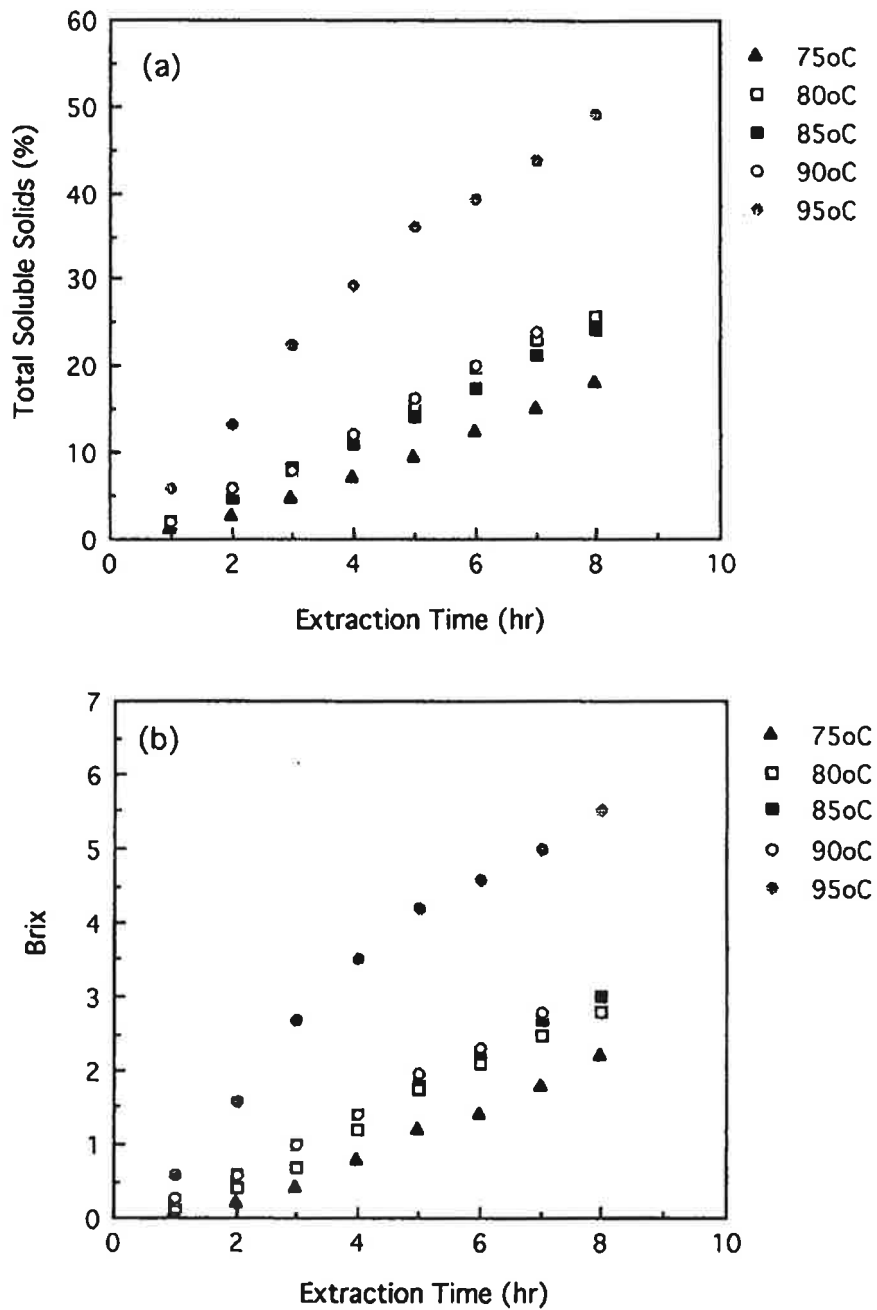 (a)
60
50
40
30
20
10
0
Total Soluble Solids (%)
0 2 4 6 8 10
Extraction Time (hr)
75oC
80oC
85oC
90oC
95oC
(b)
7
6
5
4
3
2
1
0
Brix
0 2 4 6 8 10
Extraction Time (hr)
75oC
80oC
85oC
90oC
95oC